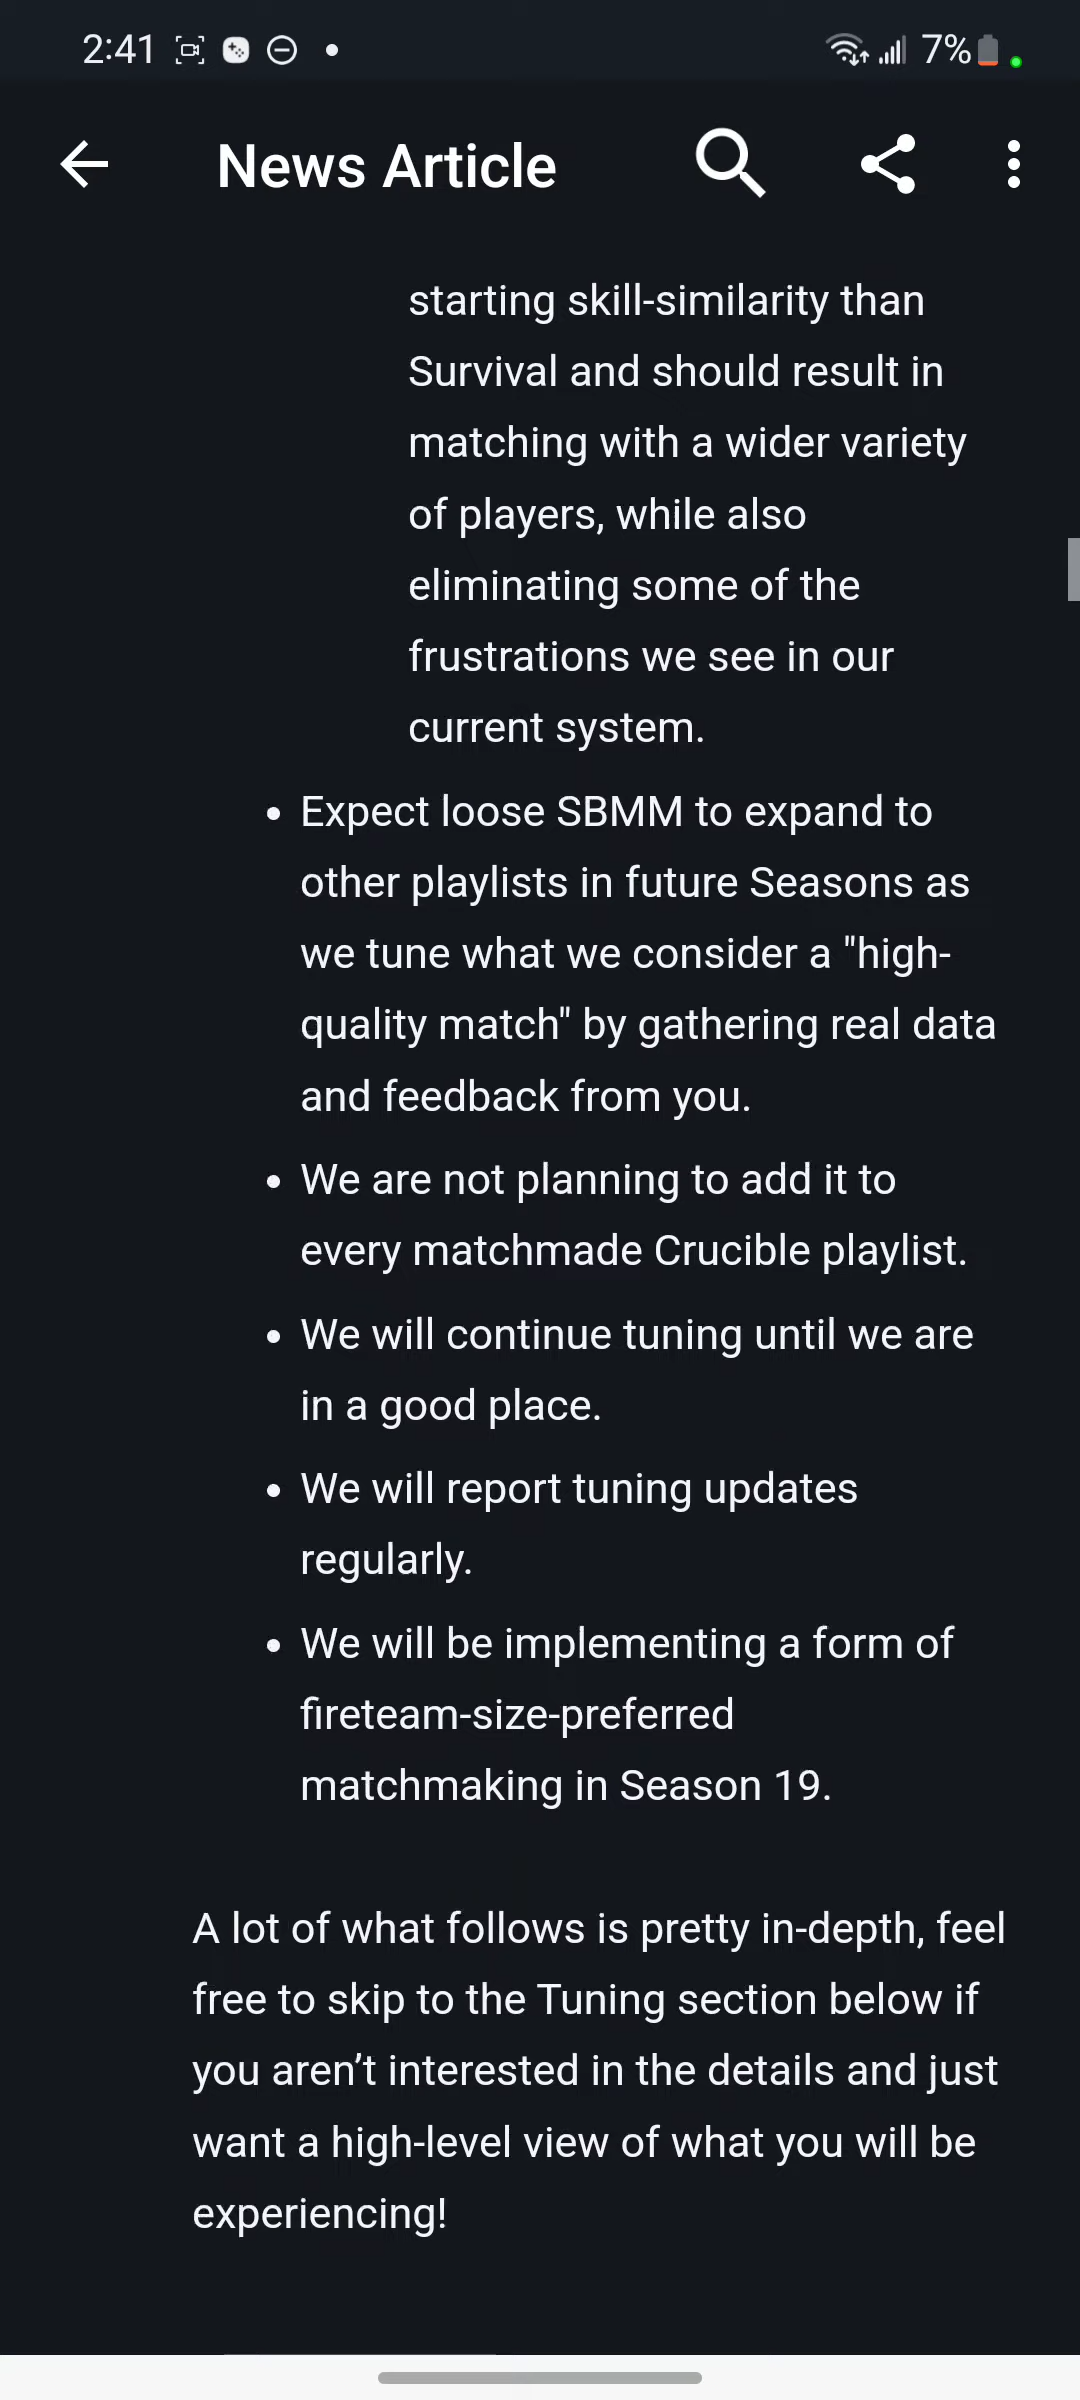 2:41
7%
News Article
starting skill-similarity than
Survival and should result in
matching with a wider variety
of players, while also
eliminating some of the
frustrations we see in our
current system.
• Expect loose SBMM to expand to
other playlists in future Seasons as
we tune what we consider a "high-
quality match" by gathering real data
and feedback from you.
• We are not planning to add it to
every matchmade Crucible playlist.
• We will continue tuning until we are
in a good place.
• We will report tuning updates
regularly.
• We will be implementing a form of
fireteam-size-preferred
matchmaking in Season 19.
A lot of what follows is pretty in-depth, feel
free to skip to the Tuning section below if
you aren’t interested in the details and just
want a high-level view of what you will be
experiencing!